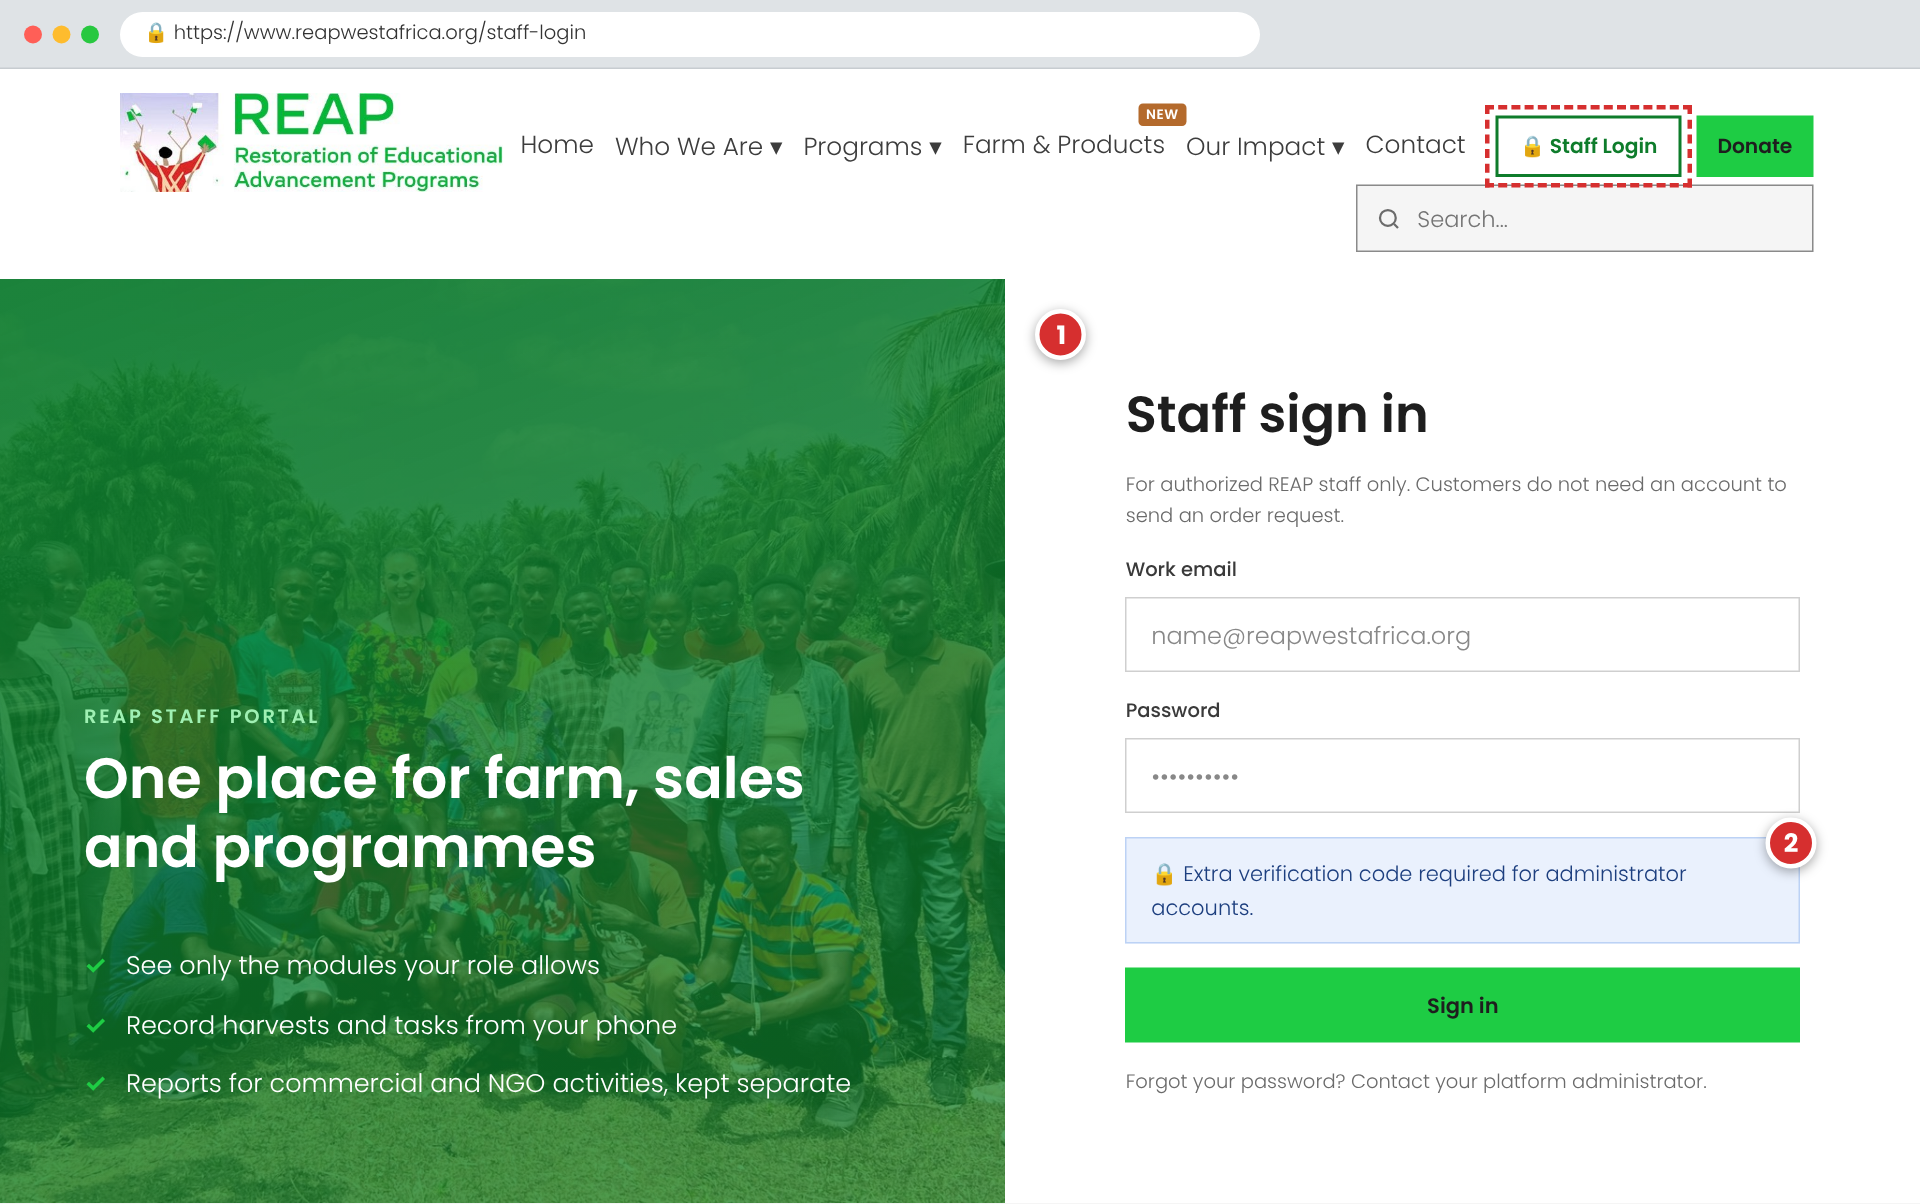 https://www.reapwestafrica.org/staff-login
REAP
Restoration of Educational
Advancement Programs
Home
Who We Are ▾
Programs ▾
Farm & Products
NEW
Our Impact ▾
Contact
🔒 Staff Login
Donate
Search...
1
Staff sign in
For authorized REAP staff only. Customers do not need an account to
send an order request.
Work email
name@reapwestafrica.org
Password
••••••••••
2
🔒 Extra verification code required for administrator
accounts.
Sign in
Forgot your password? Contact your platform administrator.
REAP STAFF PORTAL
One place for farm, sales
and programmes
✓ See only the modules your role allows
✓ Record harvests and tasks from your phone
✓ Reports for commercial and NGO activities, kept separate